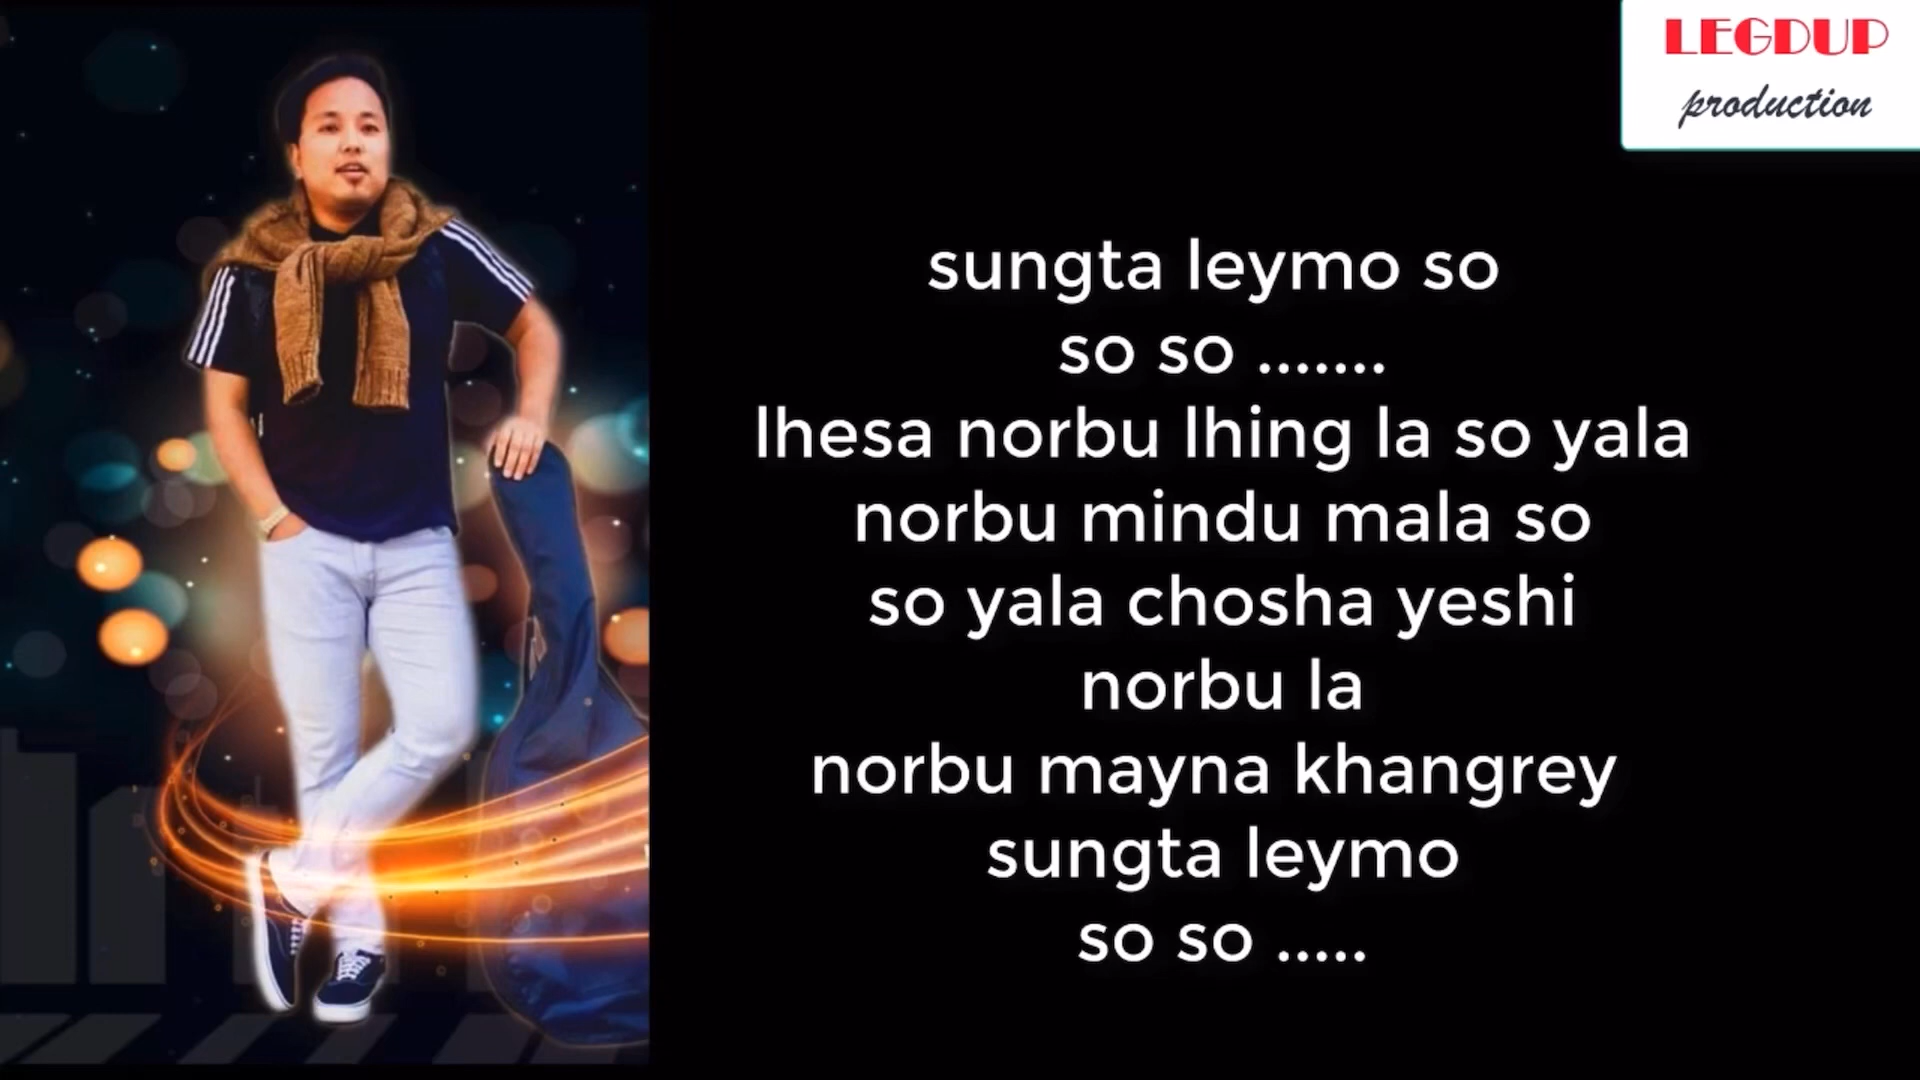 LEGDUP
production
sungta leymo so
so so .......
lhesa norbu lhing la so yala
norbu mindu mala so
so yala chosha yeshi
norbu la
norbu mayna khangrey
sungta leymo
so so .....